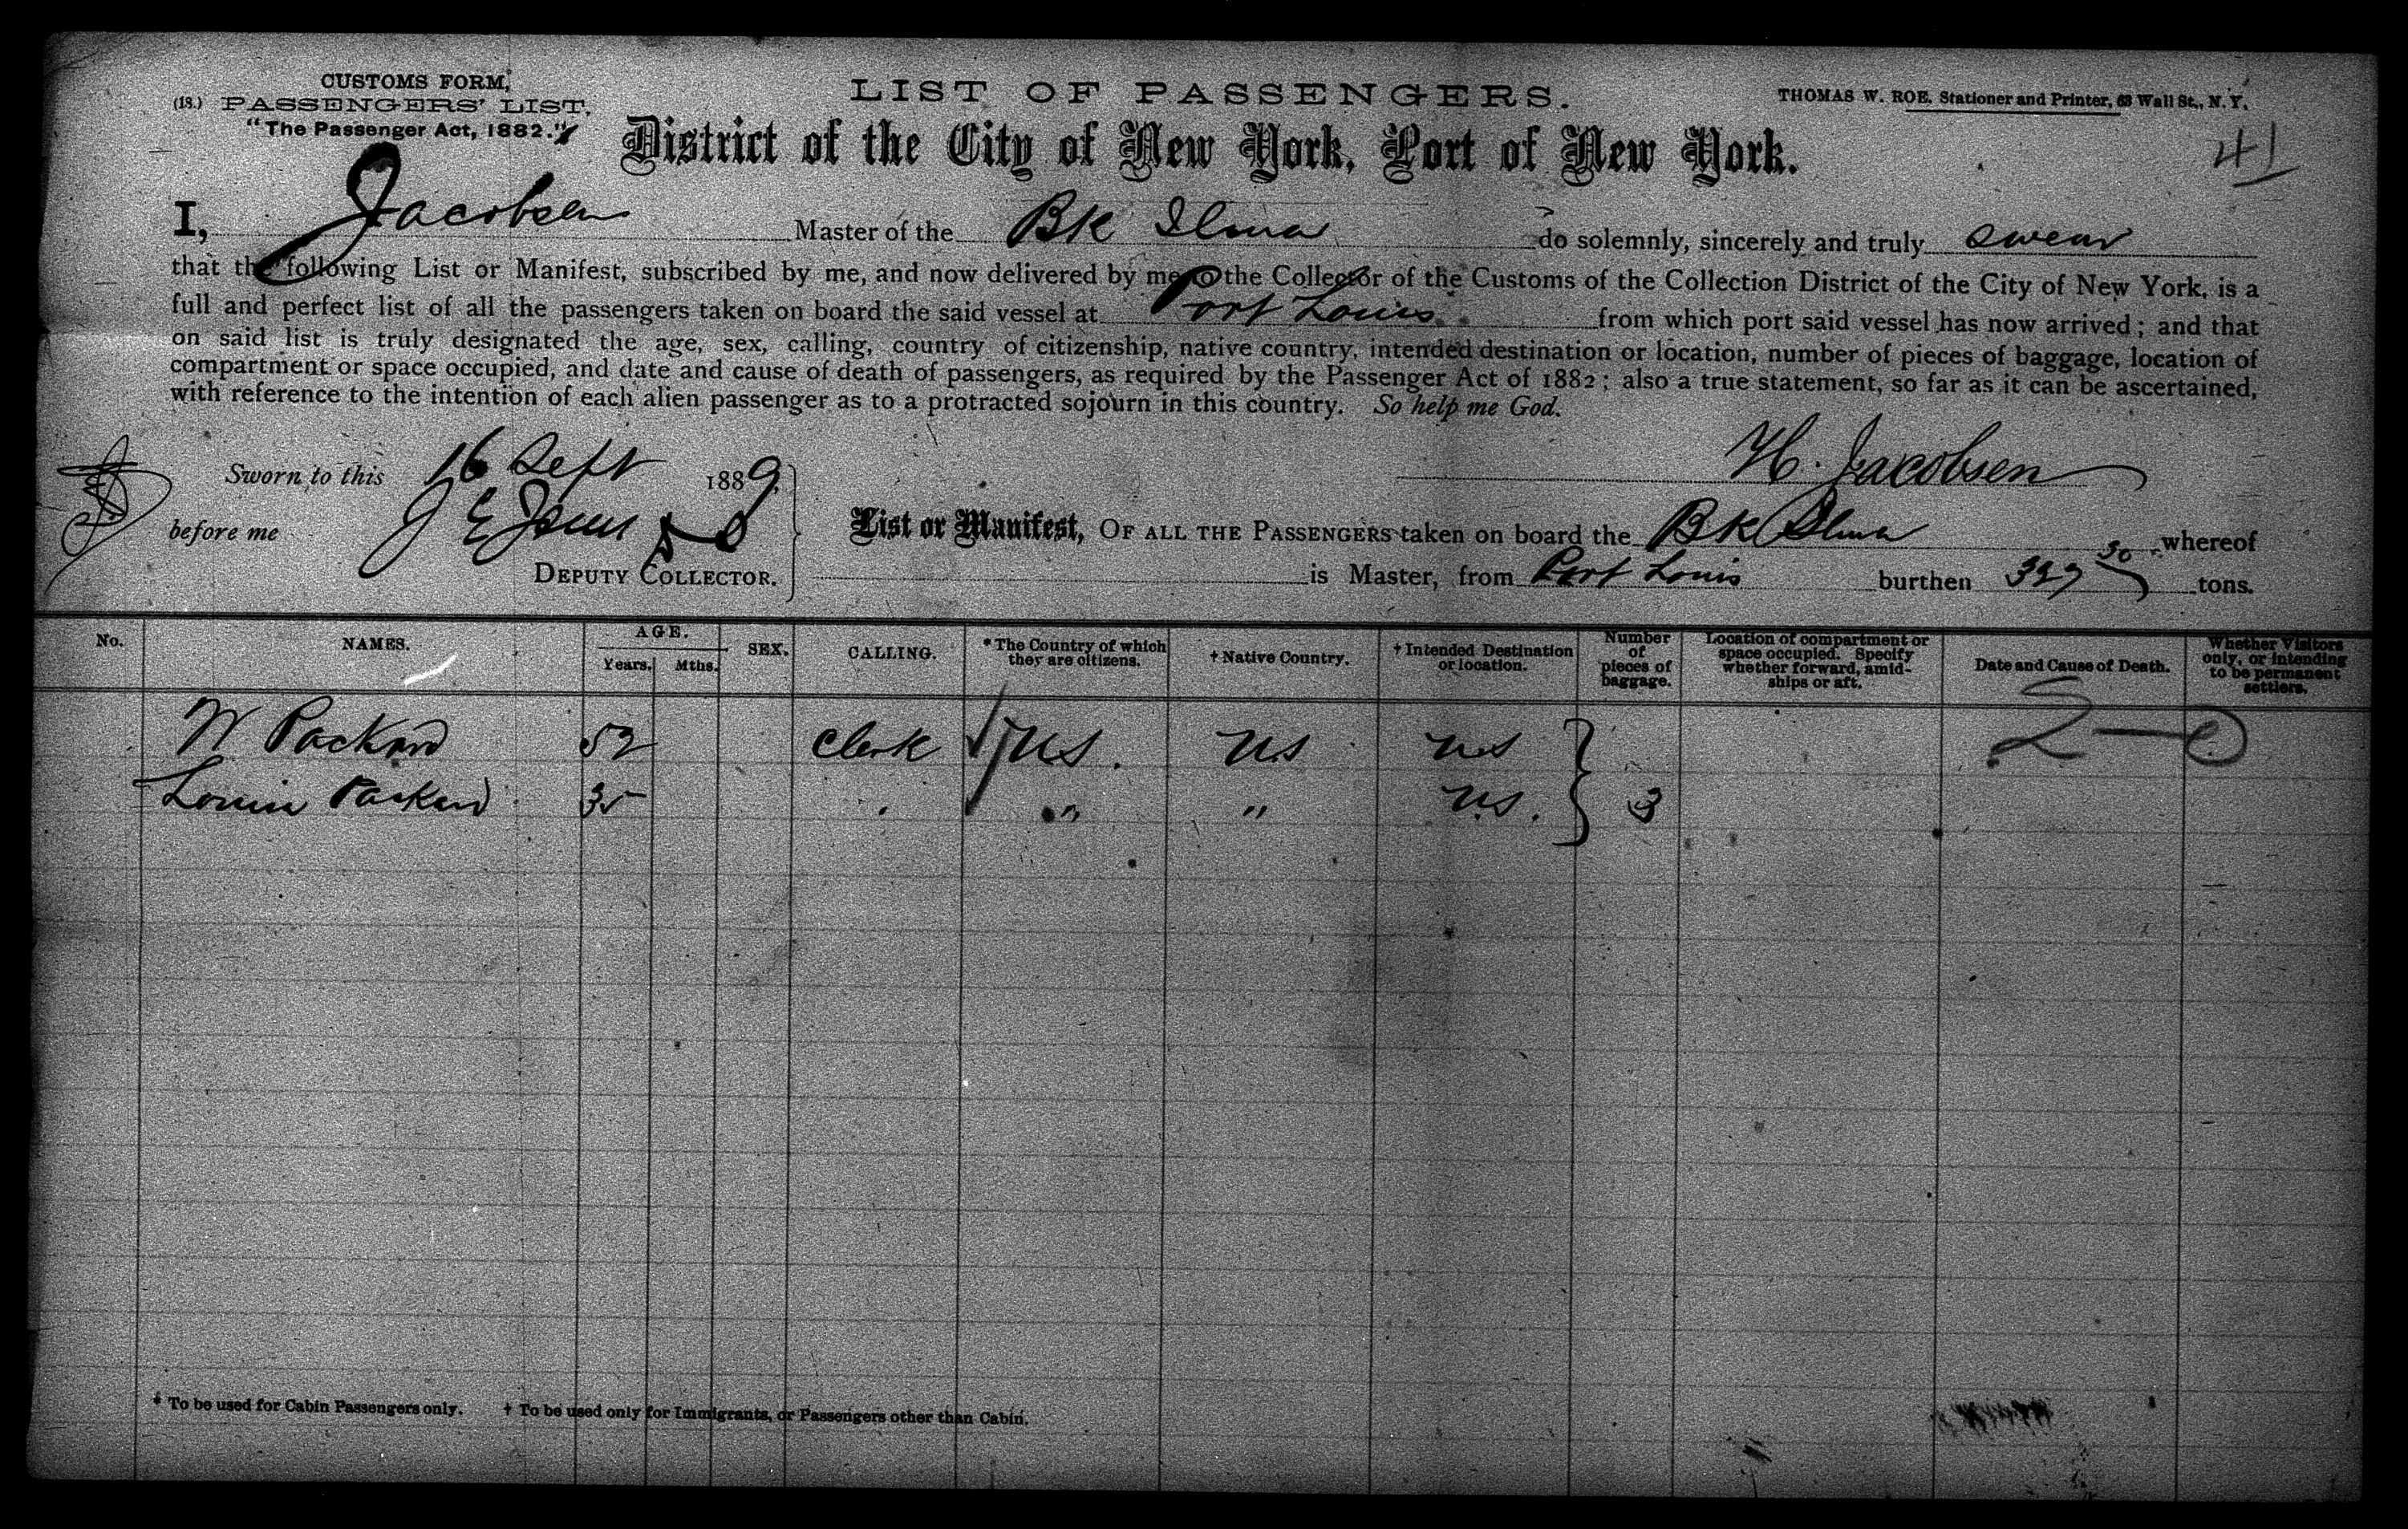 CUSTOMS FORM,
(18.) PASSENGERS' LIST.
"The Passenger Act, 1882."
LIST OF PASSENGERS.
THOMAS W. ROE. Stationer and Printer, 63 Wall St., N. Y.
District of the City of New York, Port of New York.
41
I, Jacobsen Master of the Bk Ilma do solemnly, sincerely and truly swear
that the following List or Manifest, subscribed by me, and now delivered by me to the Collector of the Customs of the Collection District of the City of New York, is a
full and perfect list of all the passengers taken on board the said vessel at Port Louis from which port said vessel has now arrived; and that
on said list is truly designated the age, sex, calling, country of citizenship, native country, intended destination or location, number of pieces of baggage, location of
compartment or space occupied, and date and cause of death of passengers, as required by the Passenger Act of 1882; also a true statement, so far as it can be ascertained,
with reference to the intention of each alien passenger as to a protracted sojourn in this country. So help me God.
H. Jacobsen
Sworn to this 16 Sept 1889.
before me J E
DEPUTY COLLECTOR.
List or Manifest, OF ALL THE PASSENGERS taken on board the Bk Ilma whereof
is Master, from Port Louis burthen tons.
No. NAMES. AGE. Years. Mths. SEX. CALLING. *The Country of which they are citizens. †Native Country. †Intended Destination or location. Number of pieces of baggage. Location of compartment or space occupied. Specify whether forward, amidships or aft. Date and Cause of Death. Whether Visitors only, or intending to be permanent settlers.
W Packard 52 Clerk US. US US 2—0
Packard 35 " " US. 3
* To be used for Cabin Passengers only. † To be used only for Immigrants, or Passengers other than Cabin.